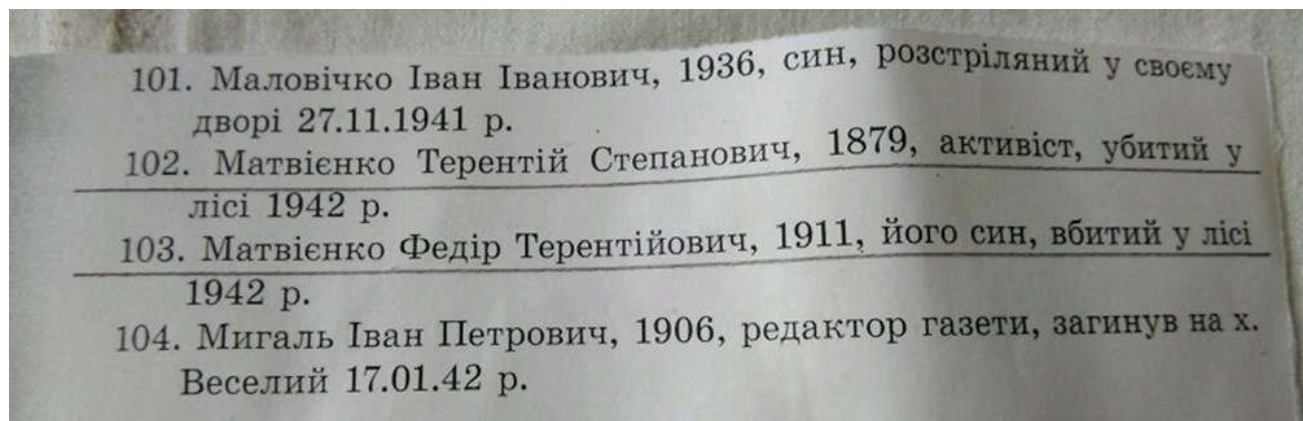 101. Маловічко Іван Іванович, 1936, син, розстріляний у своєму
дворі 27.11.1941 р.
102. Матвієнко Терентій Степанович, 1879, активіст, убитий у
лісі 1942 р.
103. Матвієнко Федір Терентійович, 1911, його син, вбитий у лісі
1942 р.
104. Мигаль Іван Петрович, 1906, редактор газети, загинув на х.
Веселий 17.01.42 р.